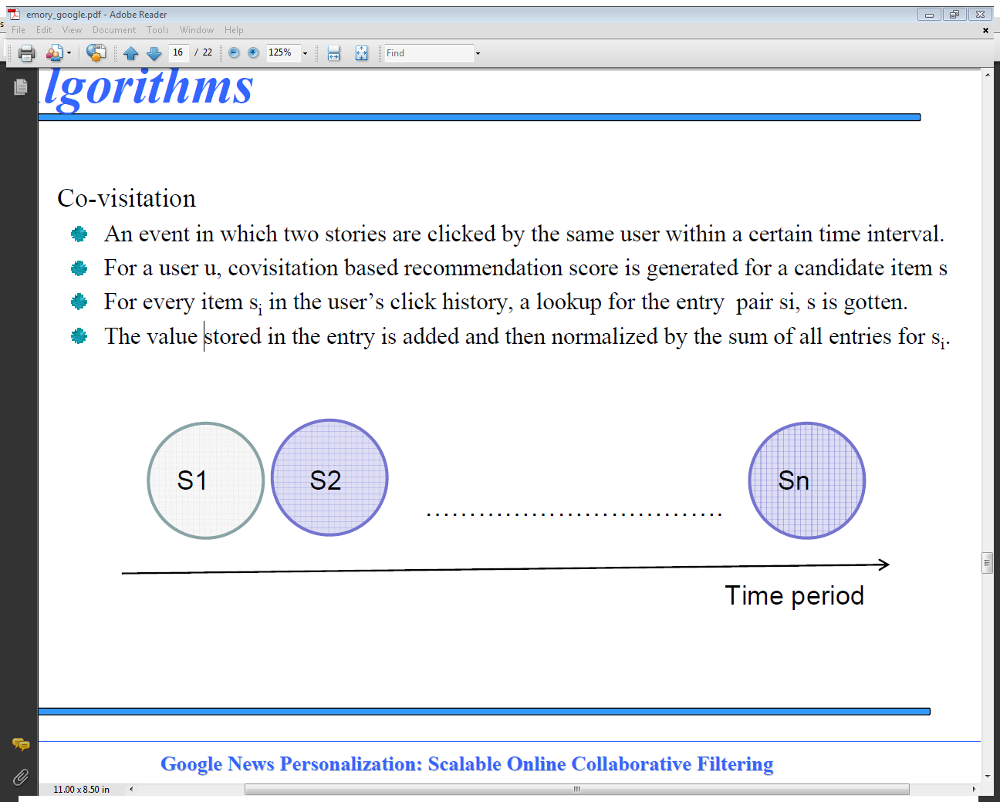 emory_google.pdf - Adobe Reader
File Edit View Document Tools Window Help
16 / 22 125% Find
lgorithms
Co-visitation
An event in which two stories are clicked by the same user within a certain time interval.
For a user u, covisitation based recommendation score is generated for a candidate item s
For every item si in the user's click history, a lookup for the entry pair si, s is gotten.
The value stored in the entry is added and then normalized by the sum of all entries for si.
S1 S2 ................................. Sn
Time period
Google News Personalization: Scalable Online Collaborative Filtering
11.00 x 8.50 in